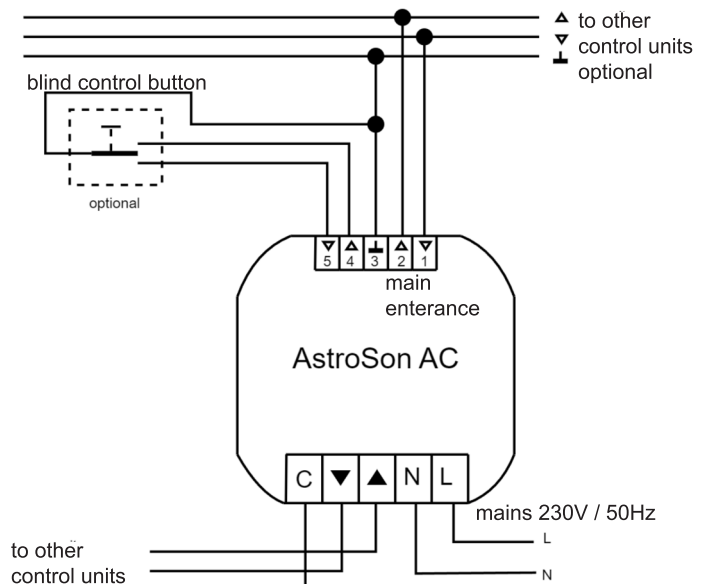 to other
control units
optional
blind control button
optional
5 4 3 2 1
main
enterance
AstroSon AC
C N L
mains 230V / 50Hz
L
to other
control units
N